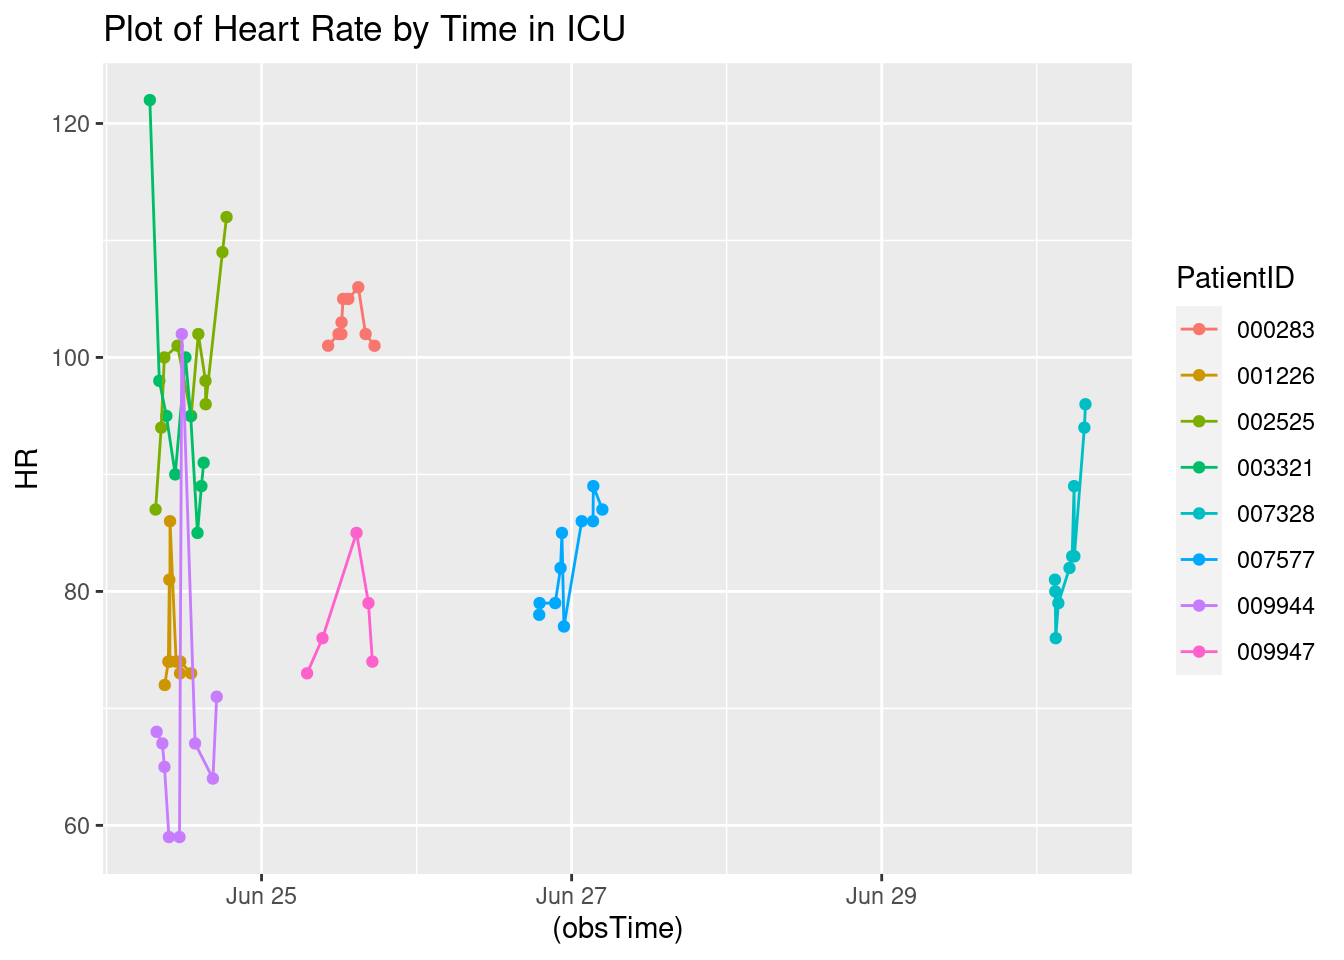 Plot of Heart Rate by Time in ICU
120
100
80
60
HR
Jun 25
Jun 27
Jun 29
(obsTime)
PatientID
000283
001226
002525
003321
007328
007577
009944
009947